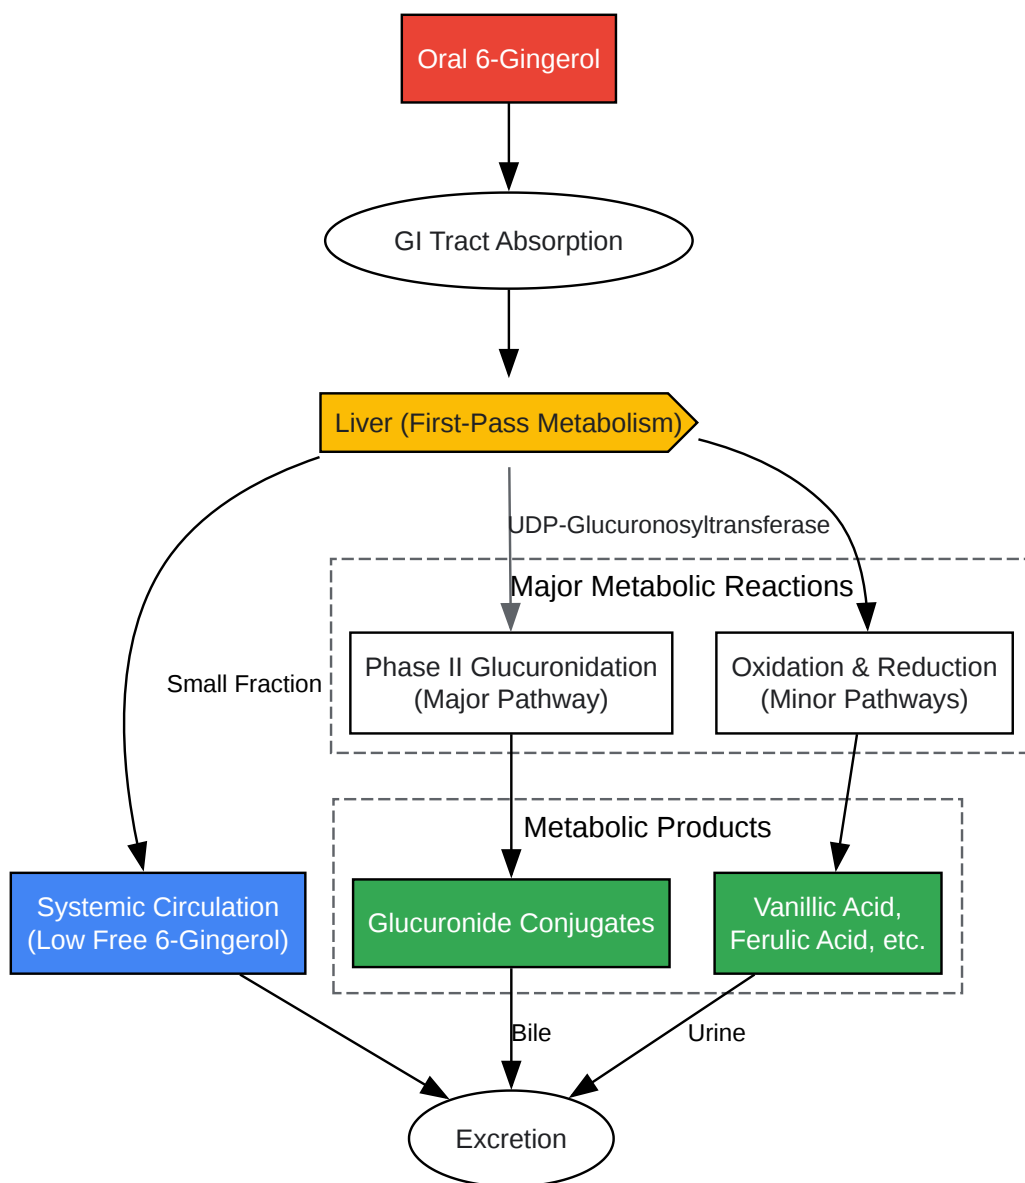 Oral 6-Gingerol
GI Tract Absorption
Liver (First-Pass Metabolism)
UDP-Glucuronosyltransferase
Major Metabolic Reactions
Phase II Glucuronidation
(Major Pathway)
Oxidation & Reduction
(Minor Pathways)
Small Fraction
Metabolic Products
Systemic Circulation
(Low Free 6-Gingerol)
Glucuronide Conjugates
Vanillic Acid,
Ferulic Acid, etc.
Bile
Urine
Excretion